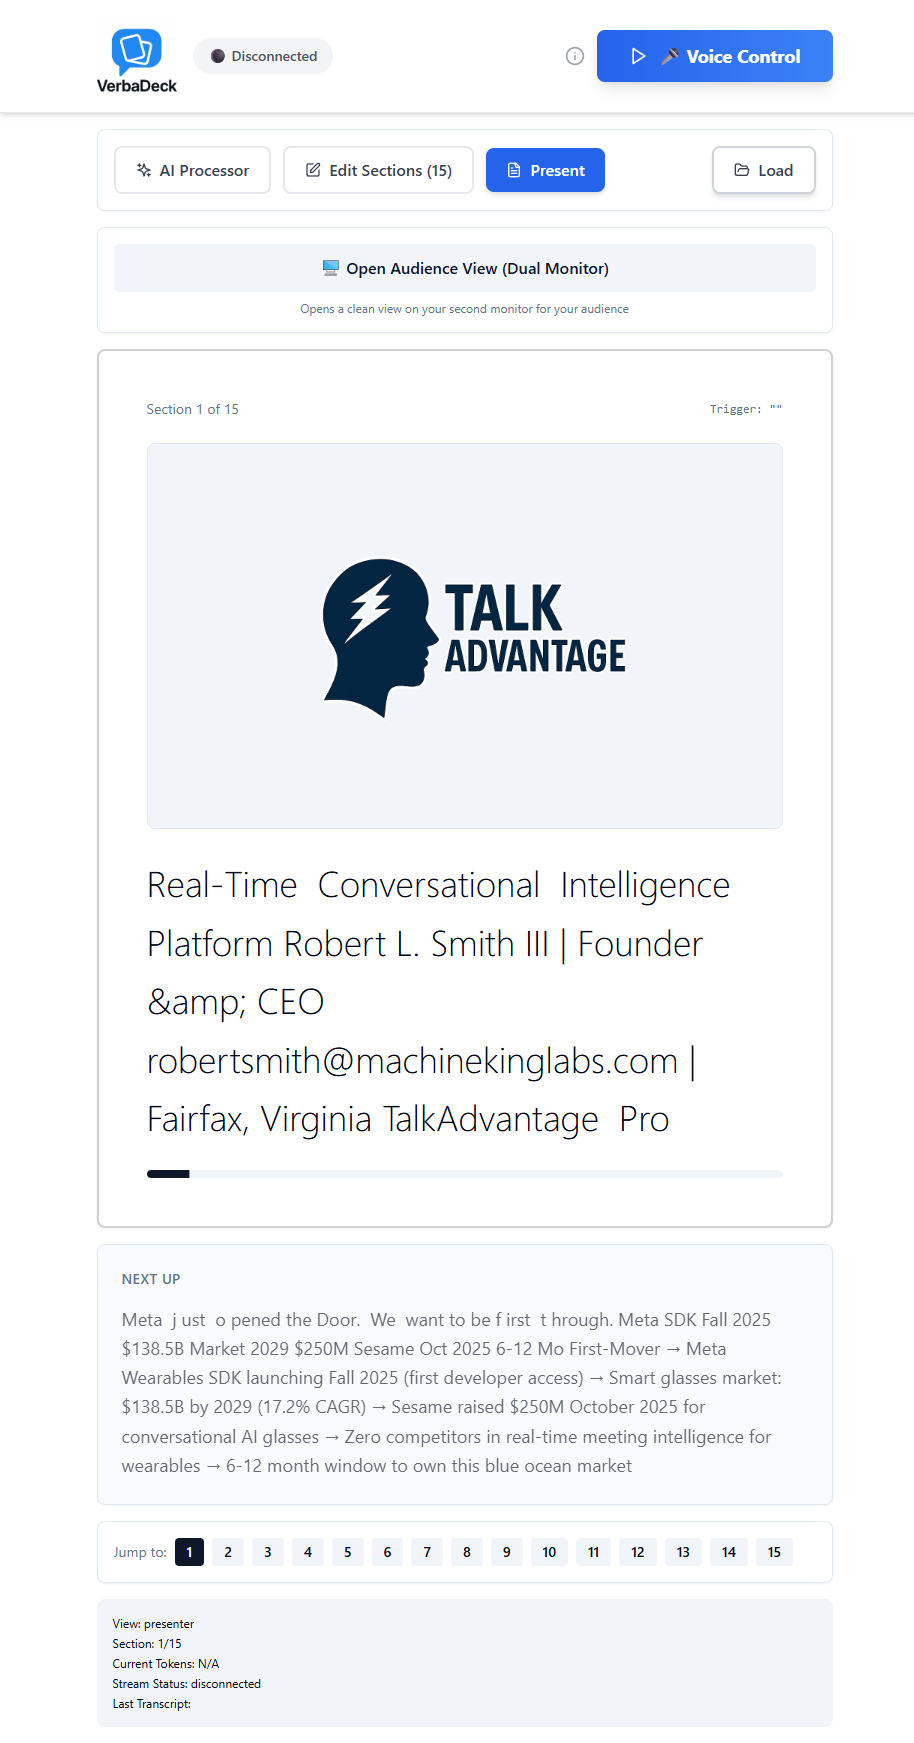 VerbaDeck
Disconnected
Voice Control
AI Processor
Edit Sections (15)
Present
Load
Open Audience View (Dual Monitor)
Opens a clean view on your second monitor for your audience
Section 1 of 15
Trigger: ""
TALK
ADVANTAGE
Real-Time  Conversational  Intelligence
Platform Robert L. Smith III | Founder
&amp; CEO
robertsmith@machinekinglabs.com |
Fairfax, Virginia TalkAdvantage  Pro
NEXT UP
Meta  j ust  o pened the Door.  We  want to be f irst  t hrough. Meta SDK Fall 2025
$138.5B Market 2029 $250M Sesame Oct 2025 6-12 Mo First-Mover → Meta
Wearables SDK launching Fall 2025 (first developer access) → Smart glasses market:
$138.5B by 2029 (17.2% CAGR) → Sesame raised $250M October 2025 for
conversational AI glasses → Zero competitors in real-time meeting intelligence for
wearables → 6-12 month window to own this blue ocean market
Jump to: 1 2 3 4 5 6 7 8 9 10 11 12 13 14 15
View: presenter
Section: 1/15
Current Tokens: N/A
Stream Status: disconnected
Last Transcript: